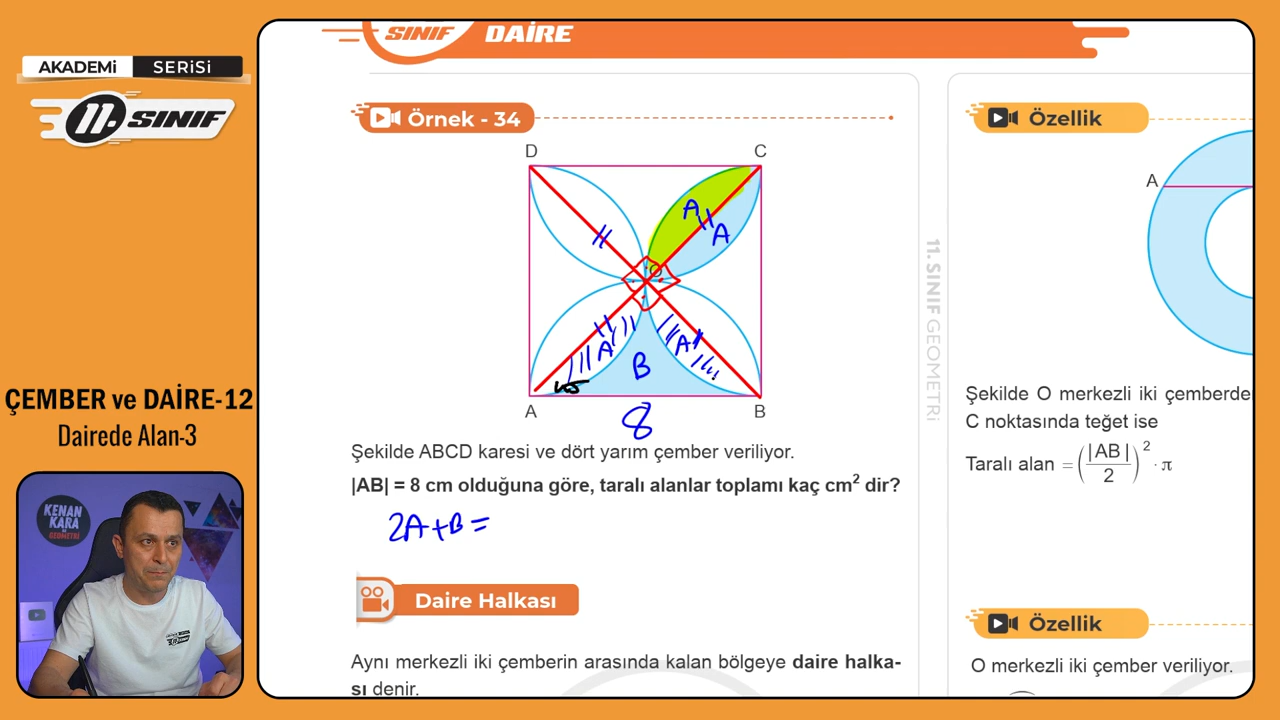 AKADEMİ SERİSİ
11. SINIF
ÇEMBER ve DAİRE-12
Dairede Alan-3
KENAN
KARA
ile
GEOMETRİ
SINIF DAİRE
Örnek - 34
D C
A
A
O
A A
B
45
A B
8
Şekilde ABCD karesi ve dört yarım çember veriliyor.
|AB| = 8 cm olduğuna göre, taralı alanlar toplamı kaç cm² dir?
2A+B=
Daire Halkası
Aynı merkezli iki çemberin arasında kalan bölgeye daire halka-
sı denir.
11. SINIF GEOMETRİ
Özellik
A
Şekilde O merkezli iki çemberde
C noktasında teğet ise
Taralı alan = (|AB|/2)² · π
Özellik
O merkezli iki çember veriliyor.